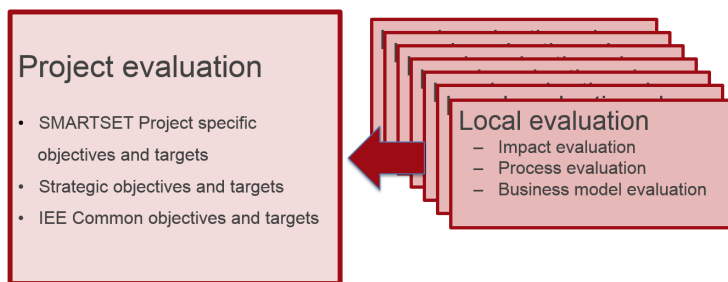 Project evaluation
• SMARTSET Project specific
objectives and targets
• Strategic objectives and targets
• IEE Common objectives and targets
Local evaluation
– Impact evaluation
– Process evaluation
– Business model evaluation